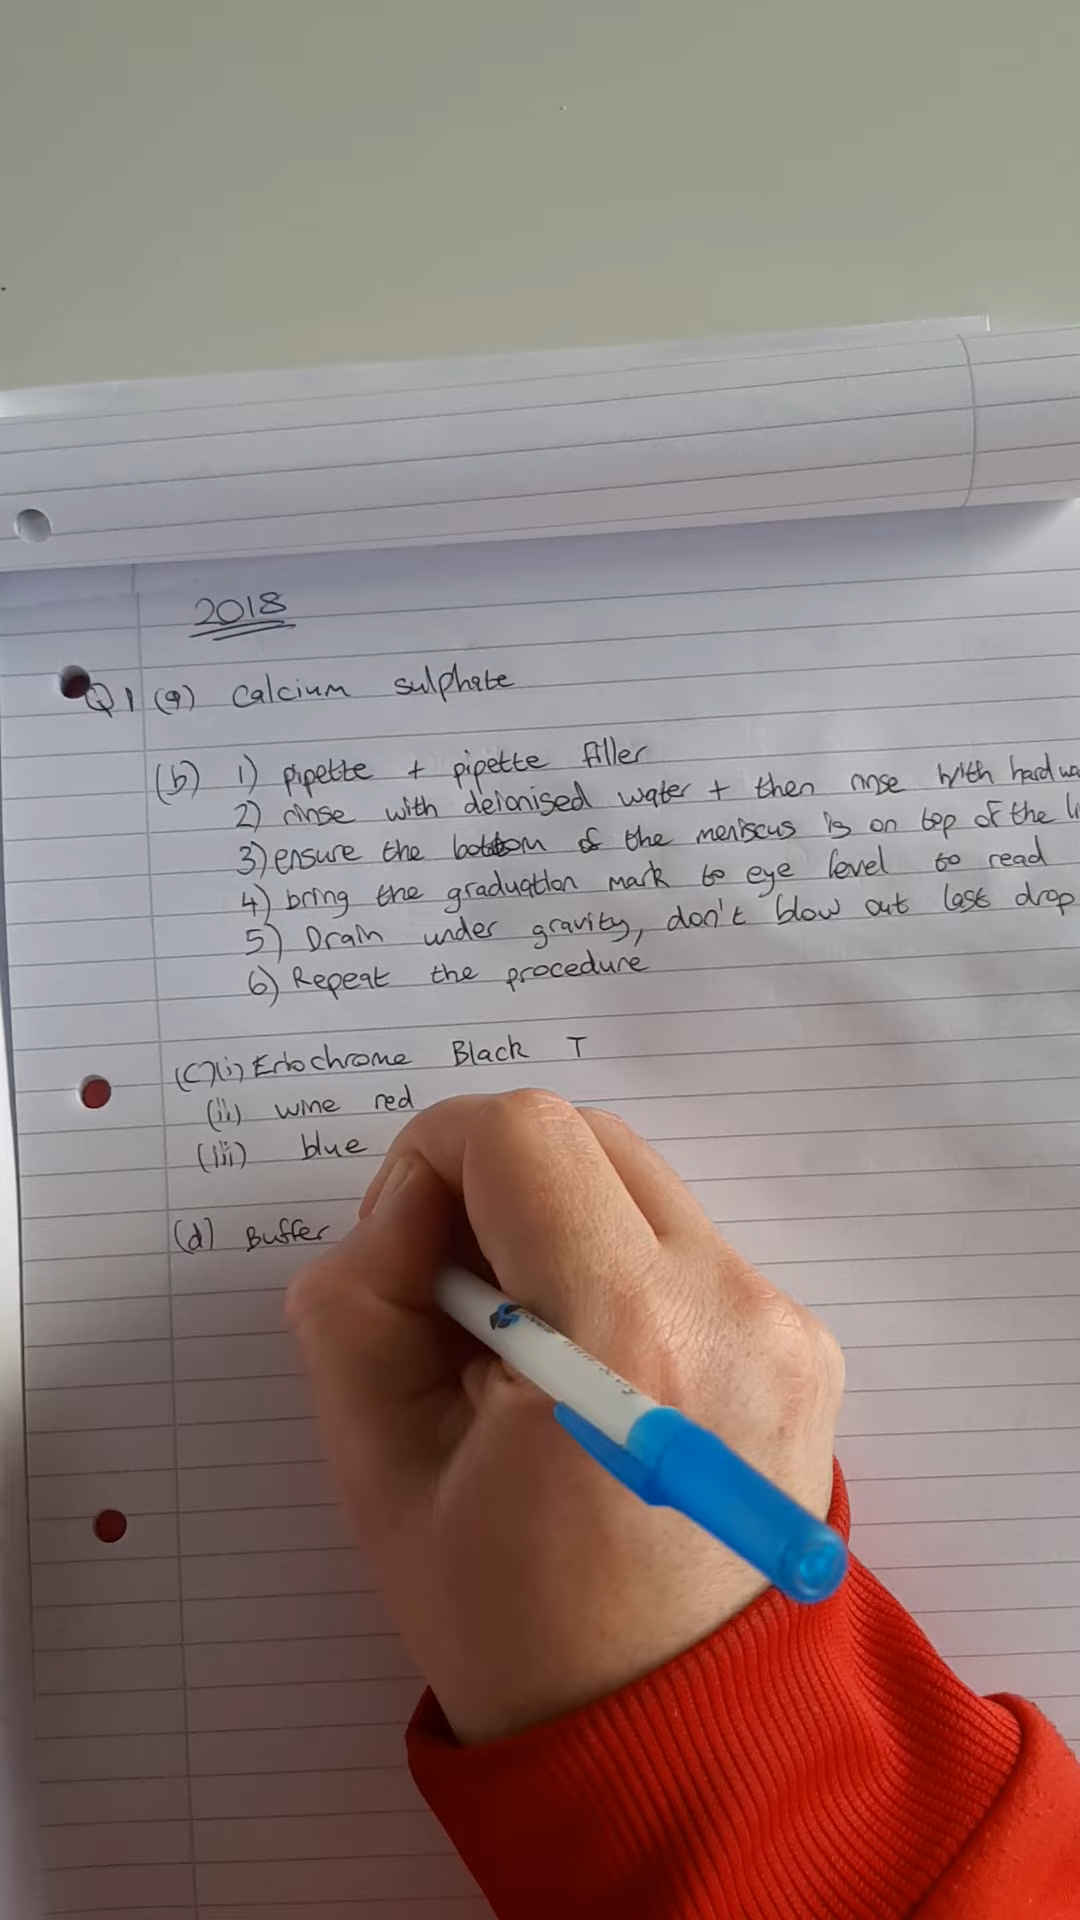 2018
Q1 (a) Calcium sulphate
(b) 1) pipette + pipette filler
2) rinse with deionised water + then rinse with hard wa
3) ensure the bottom of the meniscus is on top of the li
4) bring the graduation mark to eye level to read
5) Drain under gravity, don't blow out last drop
6) Repeat the procedure
(c)(i) Eriochrome Black T
(ii) wine red
(iii) blue
(d) Buffer